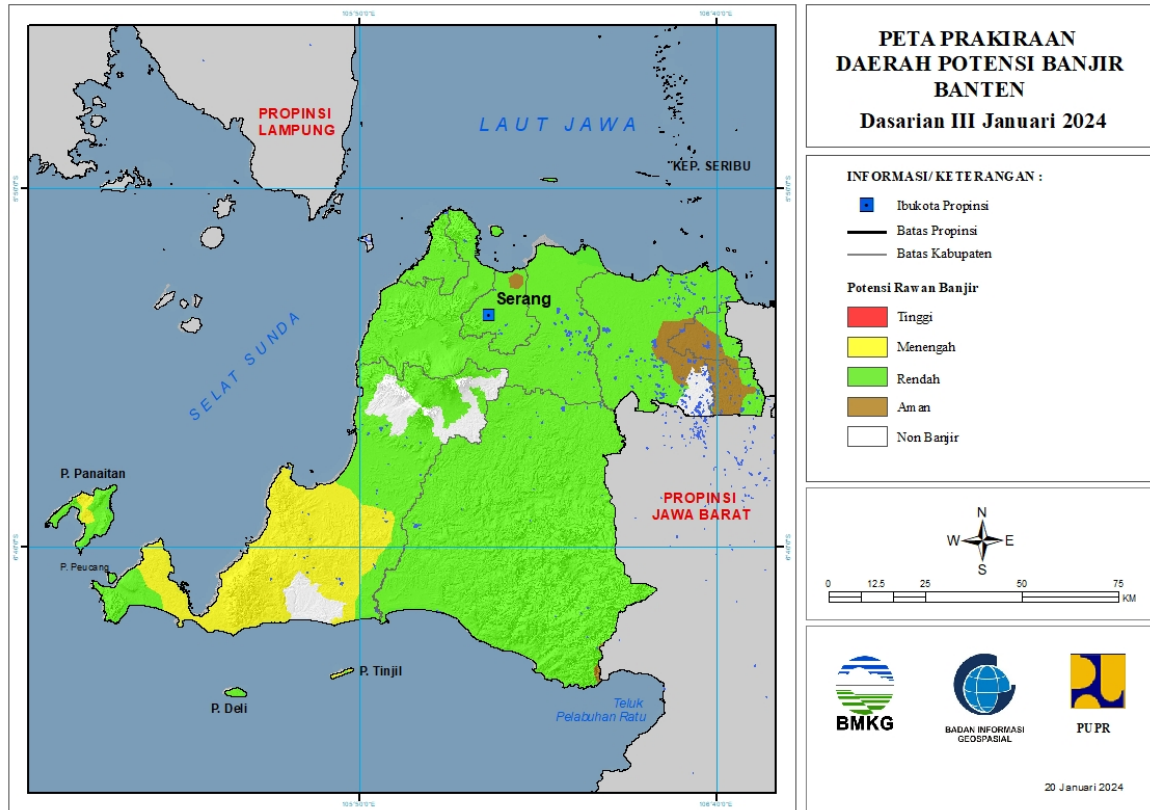 PETA PRAKIRAAN
DAERAH POTENSI BANJIR
BANTEN
Dasarian III Januari 2024
INFORMASI/ KETERANGAN :
Ibukota Propinsi
Batas Propinsi
Batas Kabupaten
Potensi Rawan Banjir
Tinggi
Menengah
Rendah
Aman
Non Banjir
N
W E
S
0 12.5 25 50 75
KM
BMKG
BADAN INFORMASI
GEOSPASIAL
PUPR
20 Januari 2024
PROPINSI
LAMPUNG
LAUT JAWA
KEP. SERIBU
Serang
SELAT SUNDA
P. Panaitan
P. Peucang
PROPINSI
JAWA BARAT
P. Tinjil
P. Deli
Teluk
Pelabuhan Ratu